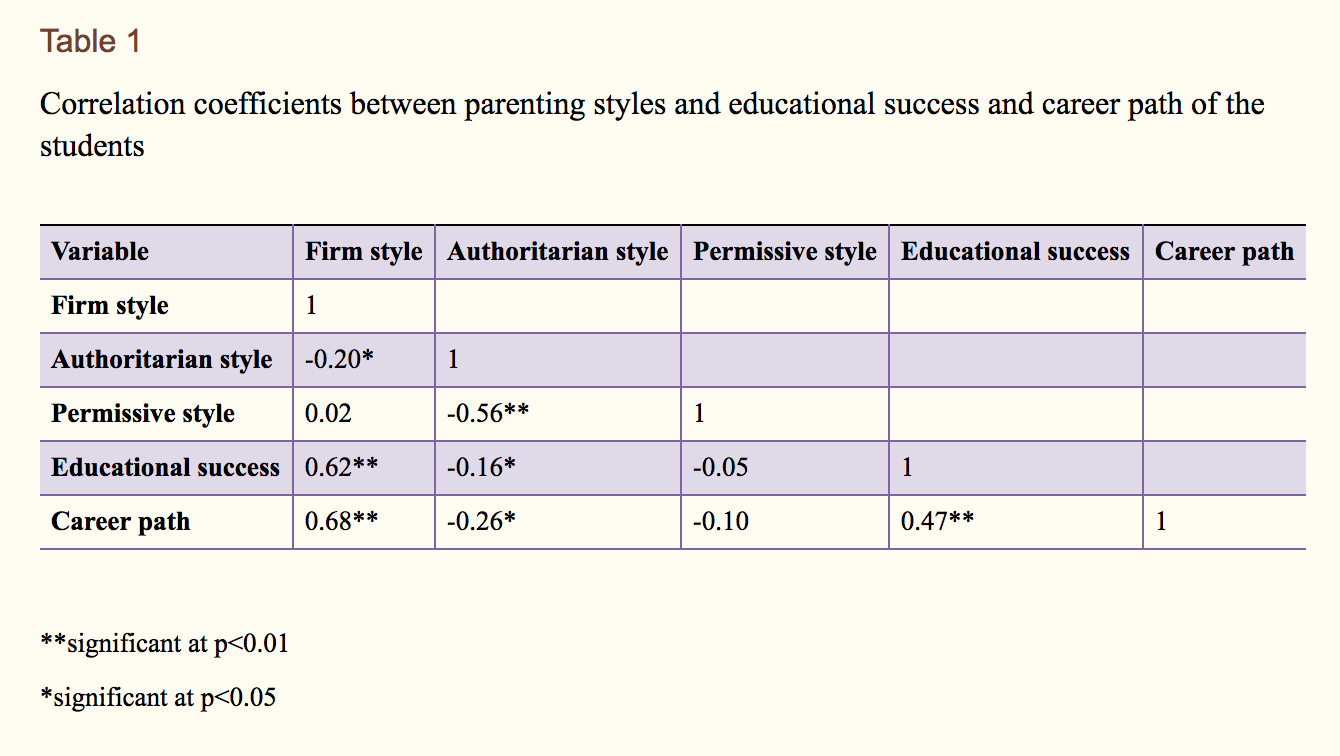 Table 1
Correlation coefficients between parenting styles and educational success and career path of the
students
Variable Firm style Authoritarian style Permissive style Educational success Career path
Firm style 1
Authoritarian style -0.20* 1
Permissive style 0.02 -0.56** 1
Educational success 0.62** -0.16* -0.05 1
Career path 0.68** -0.26* -0.10 0.47** 1
**significant at p<0.01
*significant at p<0.05